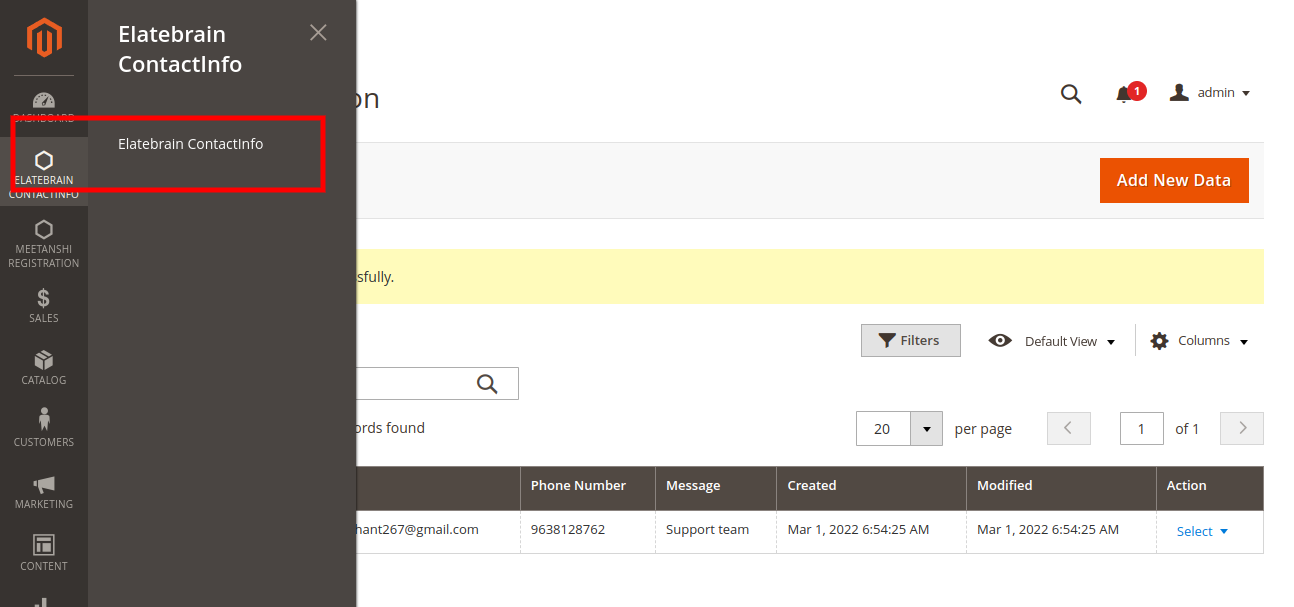 Elatebrain
ContactInfo
on
1
admin
DASHBOARD
Elatebrain ContactInfo
ELATEBRAIN
CONTACTINFO
Add New Data
MEETANSHI
REGISTRATION
sfully.
SALES
Filters
Default View
Columns
CATALOG
ords found
20
per page
1
of 1
CUSTOMERS
Phone Number
Message
Created
Modified
Action
MARKETING
hant267@gmail.com
9638128762
Support team
Mar 1, 2022 6:54:25 AM
Mar 1, 2022 6:54:25 AM
Select
CONTENT